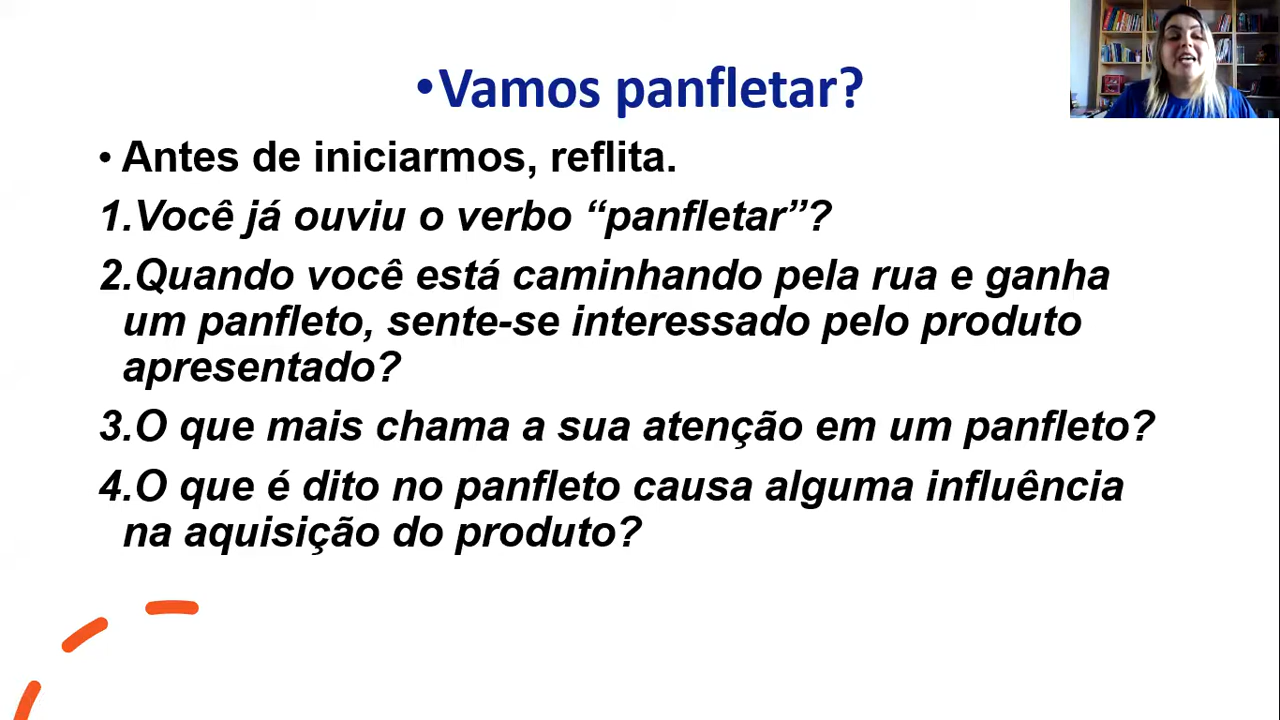 •Vamos panfletar?
• Antes de iniciarmos, reflita.
1.Você já ouviu o verbo “panfletar”?
2.Quando você está caminhando pela rua e ganha
um panfleto, sente-se interessado pelo produto
apresentado?
3.O que mais chama a sua atenção em um panfleto?
4.O que é dito no panfleto causa alguma influência
na aquisição do produto?